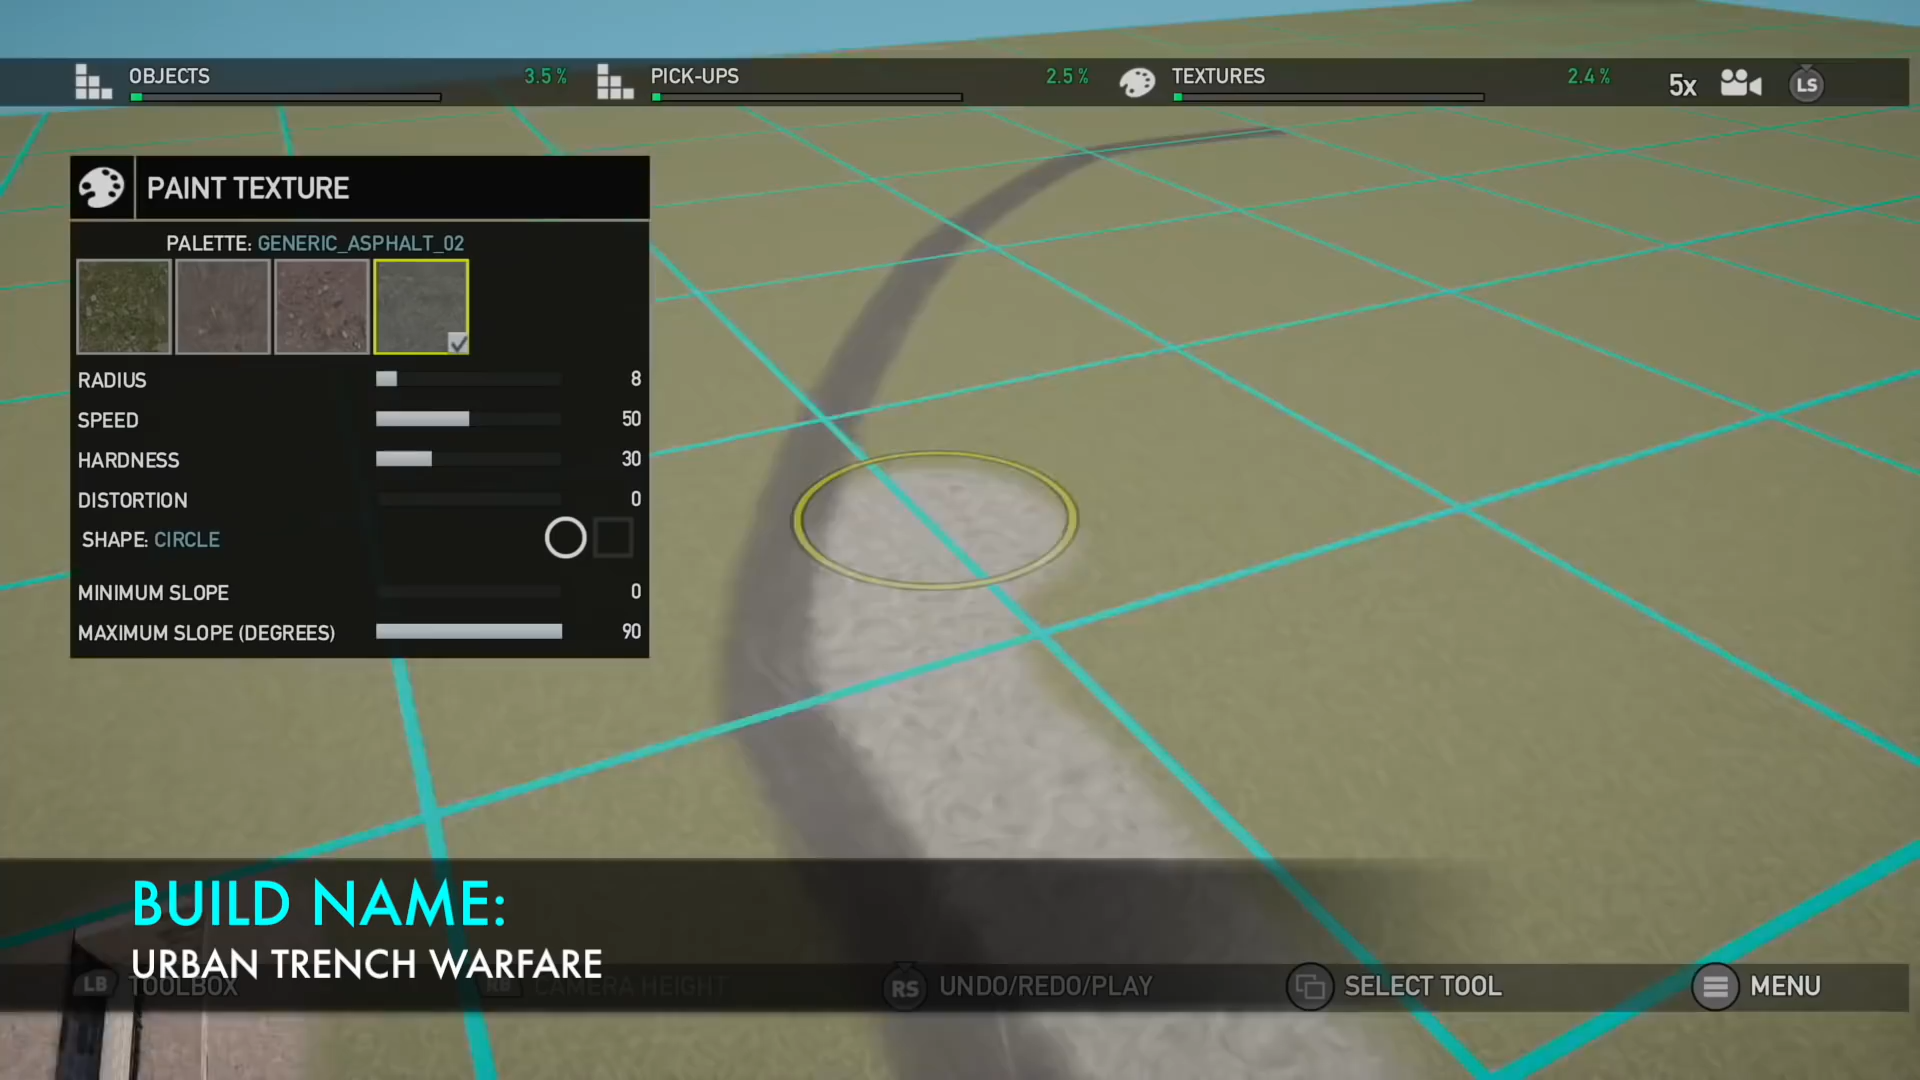 OBJECTS 3.5% PICK-UPS 2.5% TEXTURES 2.4% 5x LS
PAINT TEXTURE
PALETTE: GENERIC_ASPHALT_02
RADIUS 8
SPEED 50
HARDNESS 30
DISTORTION 0
SHAPE: CIRCLE
MINIMUM SLOPE 0
MAXIMUM SLOPE (DEGREES) 90
BUILD NAME:
URBAN TRENCH WARFARE
LB TOOLBOX RB CAMERA HEIGHT RS UNDO/REDO/PLAY SELECT TOOL MENU